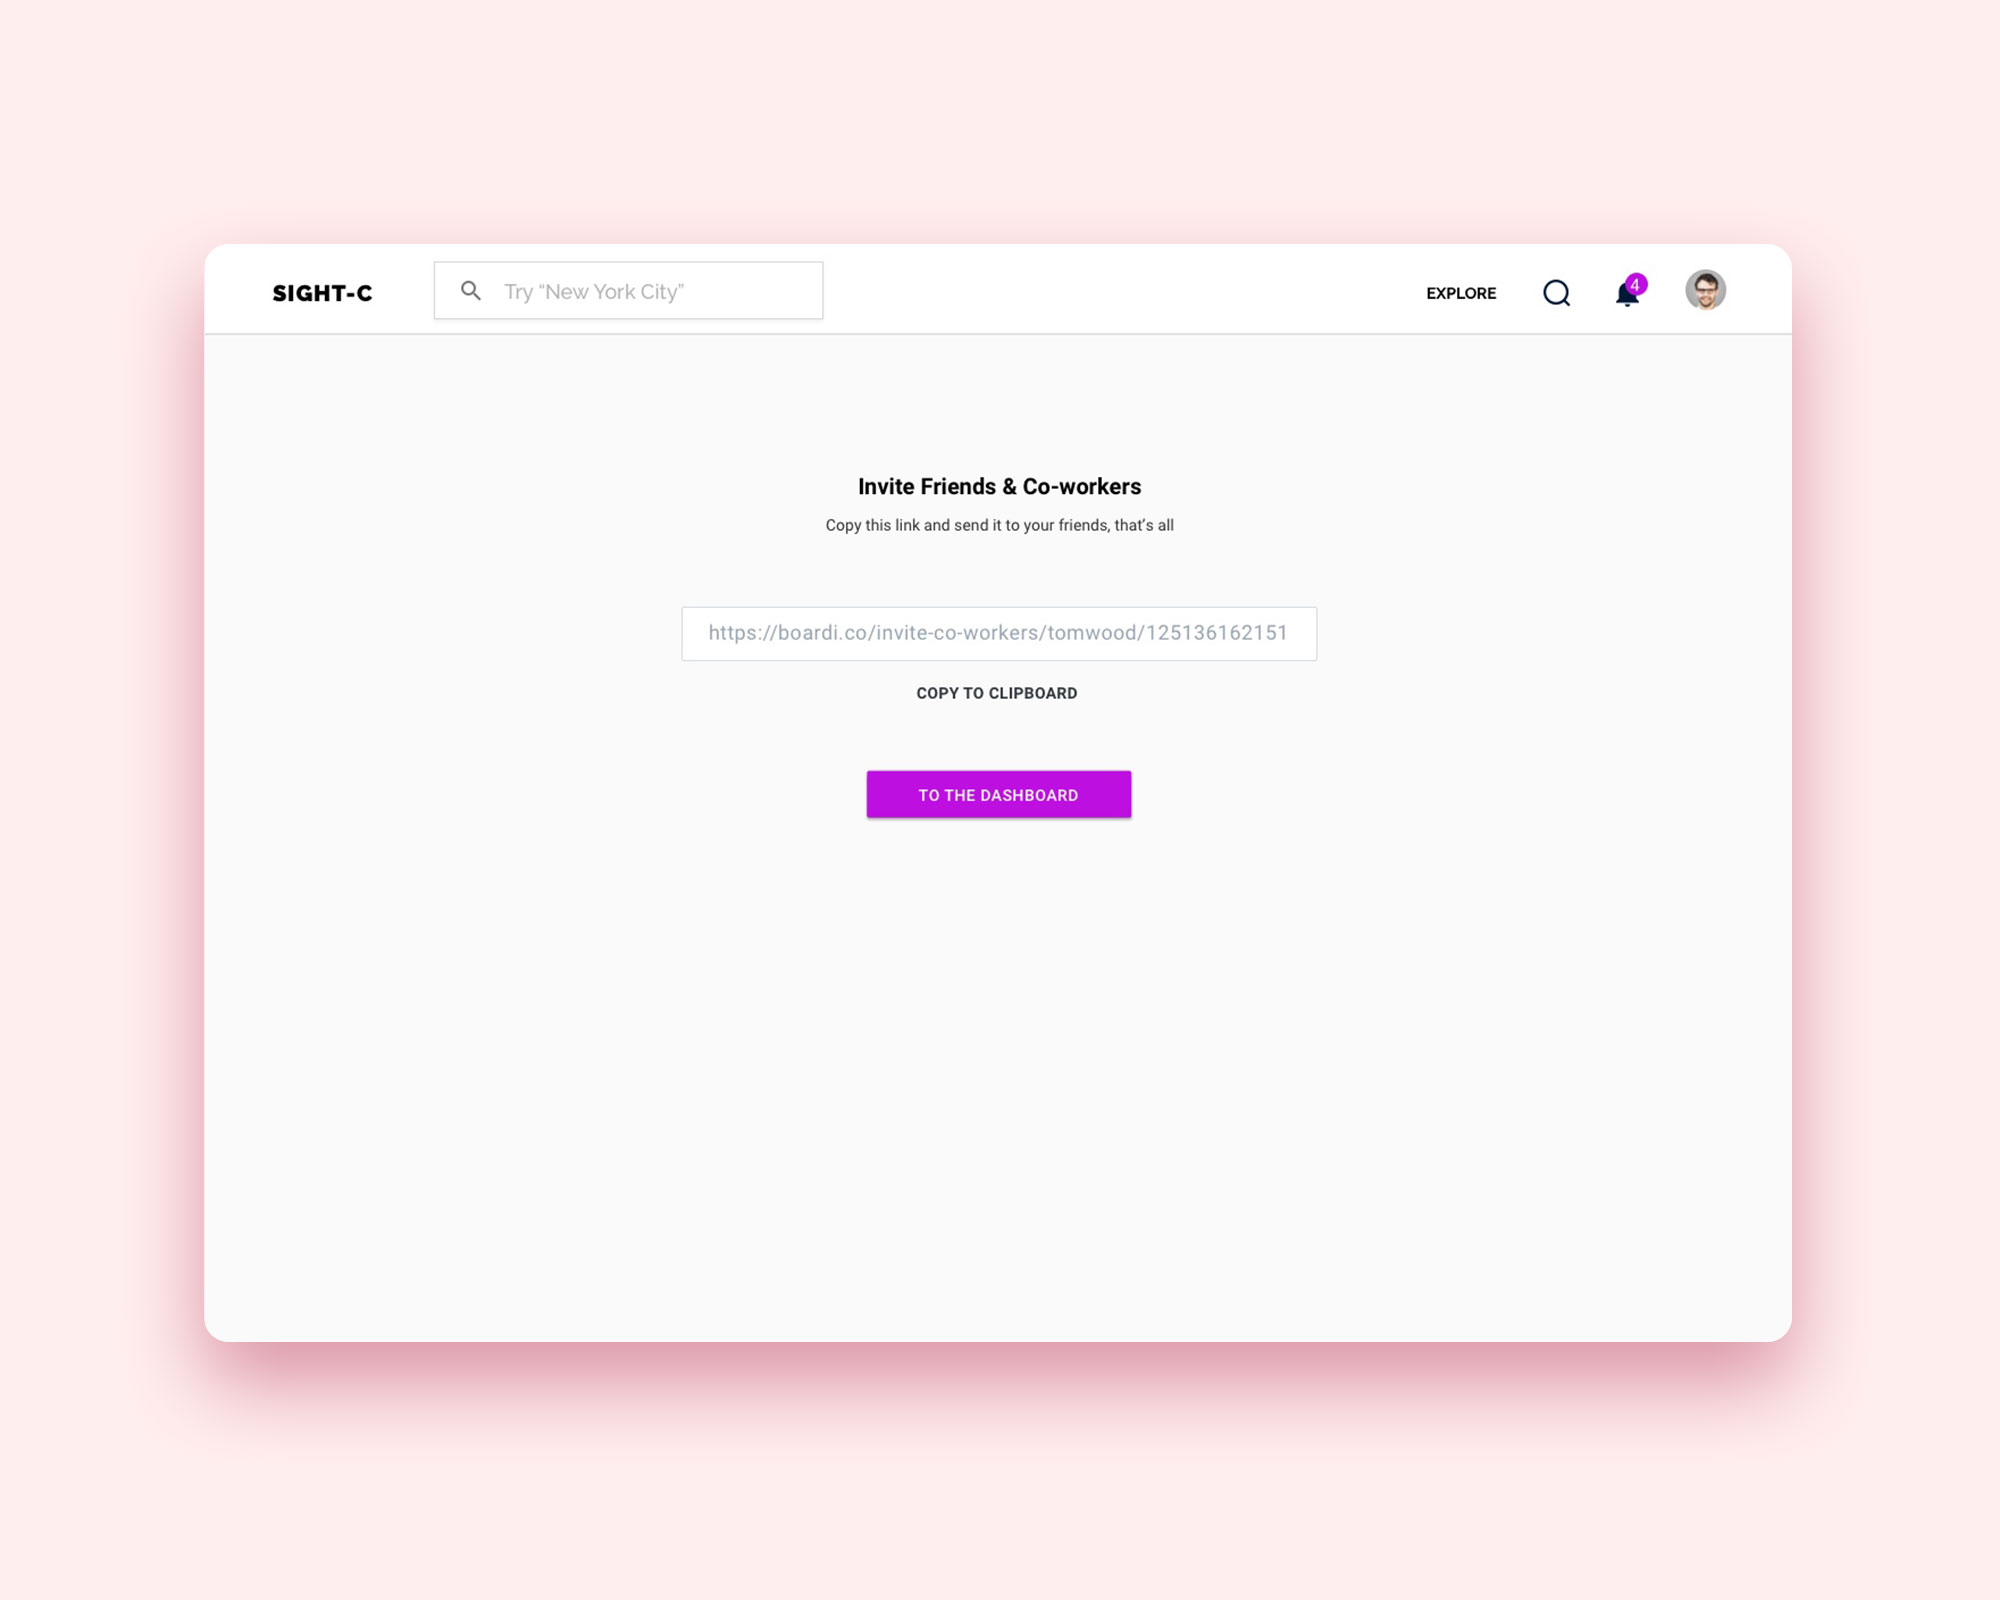 SIGHT-C
Try “New York City”
EXPLORE
4
Invite Friends & Co-workers
Copy this link and send it to your friends, that’s all
https://boardi.co/invite-co-workers/tomwood/125136162151
COPY TO CLIPBOARD
TO THE DASHBOARD